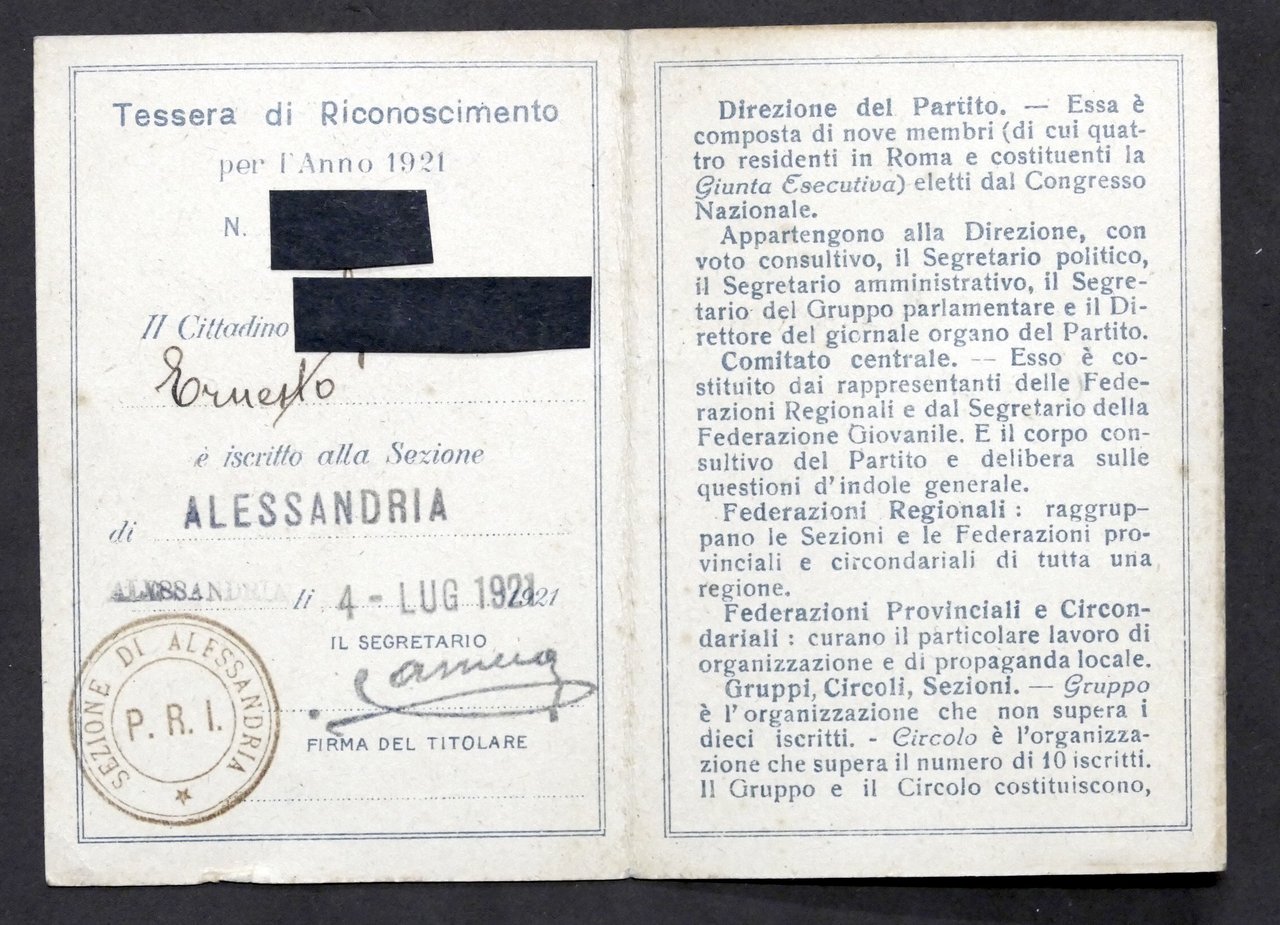 Tessera di Riconoscimento
per l'Anno 1921
N.
Il Cittadino
Ernesto
è iscritto alla Sezione
di ALESSANDRIA
ALESSANDRIA li 4 - LUG 1921 1921
IL SEGRETARIO
FIRMA DEL TITOLARE
SEZIONE DI ALESSANDRIA
P. R. I.
Direzione del Partito. — Essa è
composta di nove membri (di cui quat-
tro residenti in Roma e costituenti la
Giunta Esecutiva) eletti dal Congresso
Nazionale.
Appartengono alla Direzione, con
voto consultivo, il Segretario politico,
il Segretario amministrativo, il Segre-
tario del Gruppo parlamentare e il Di-
rettore del giornale organo del Partito.
Comitato centrale. — Esso è co-
stituito dai rappresentanti delle Fede-
razioni Regionali e dal Segretario della
Federazione Giovanile. E il corpo con-
sultivo del Partito e delibera sulle
questioni d'indole generale.
Federazioni Regionali : raggrup-
pano le Sezioni e le Federazioni pro-
vinciali e circondariali di tutta una
regione.
Federazioni Provinciali e Circon-
dariali : curano il particolare lavoro di
organizzazione e di propaganda locale.
Gruppi, Circoli, Sezioni. — Gruppo
è l'organizzazione che non supera i
dieci iscritti. - Circolo è l'organizza-
zione che supera il numero di 10 iscritti.
Il Gruppo e il Circolo costituiscono,